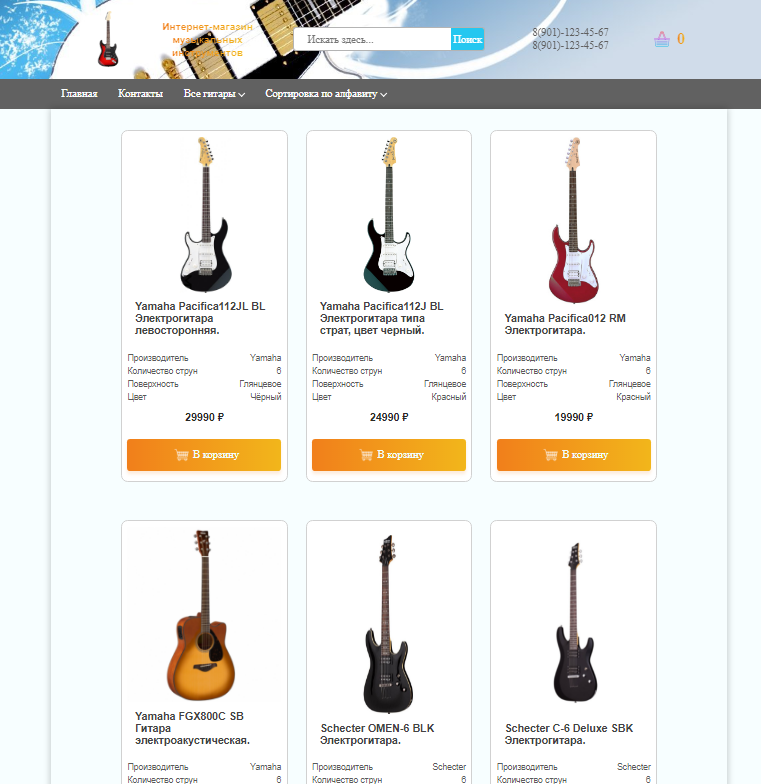 Интернет-магазин
музыкальных
инструментов
Искать здесь...
Поиск
8(901)-123-45-67
8(901)-123-45-67
0
Главная
Контакты
Все гитары
Сортировка по алфавиту
Yamaha Pacifica112JL BL
Электрогитара
левосторонняя.
Производитель Yamaha
Количество струн 6
Поверхность Глянцевое
Цвет Чёрный
29990 ₽
В корзину
Yamaha Pacifica112J BL
Электрогитара типа
страт, цвет черный.
Производитель Yamaha
Количество струн 6
Поверхность Глянцевое
Цвет Красный
24990 ₽
В корзину
Yamaha Pacifica012 RM
Электрогитара.
Производитель Yamaha
Количество струн 6
Поверхность Глянцевое
Цвет Красный
19990 ₽
В корзину
Yamaha FGX800C SB
Гитара
электроакустическая.
Производитель Yamaha
Количество струн 6
Schecter OMEN-6 BLK
Электрогитара.
Производитель Schecter
Количество струн 6
Schecter C-6 Deluxe SBK
Электрогитара.
Производитель Schecter
Количество струн 6